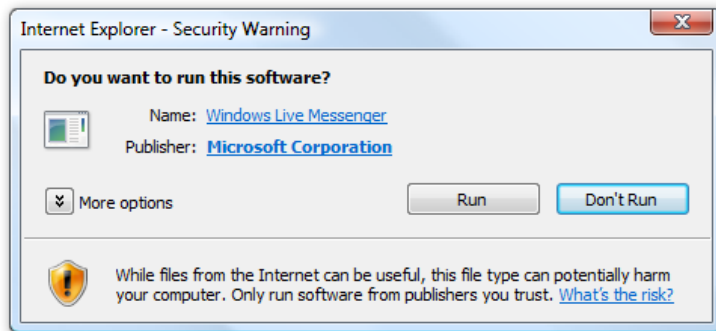 Internet Explorer - Security Warning
Do you want to run this software?
Name: Windows Live Messenger
Publisher: Microsoft Corporation
More options
Run
Don't Run
While files from the Internet can be useful, this file type can potentially harm
your computer. Only run software from publishers you trust. What's the risk?